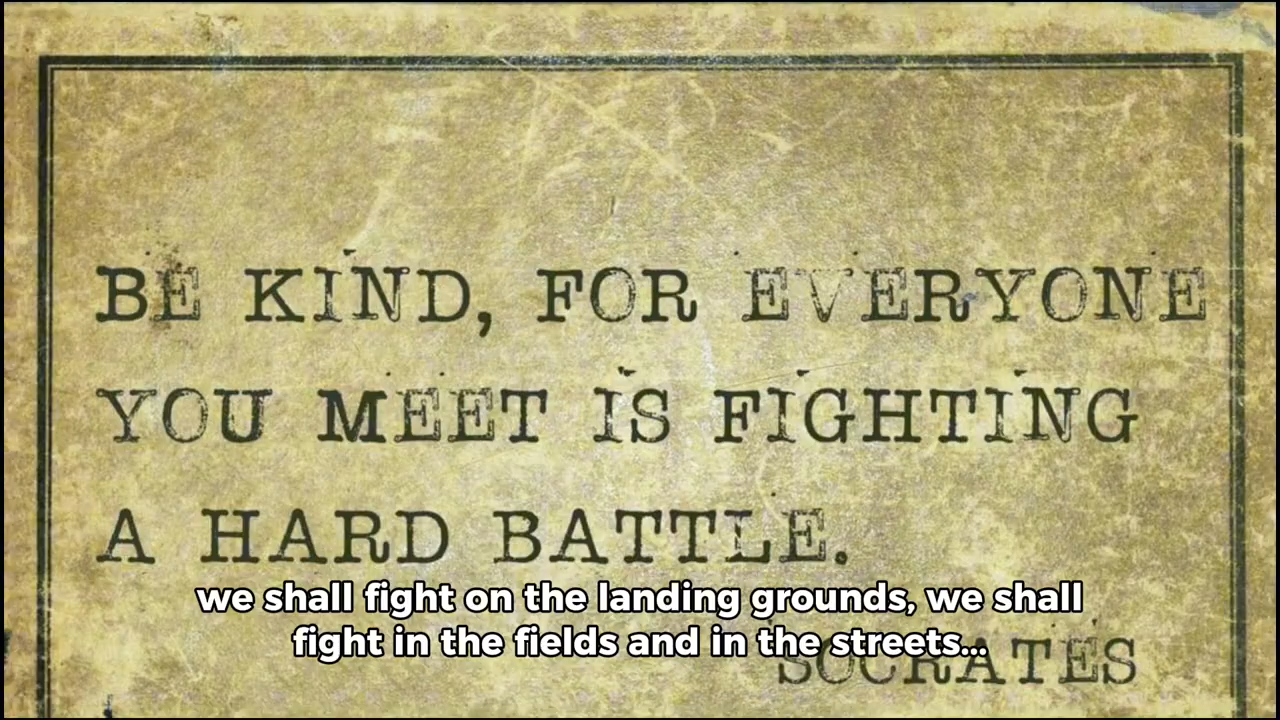 BE KIND, FOR EVERYONE
YOU MEET IS FIGHTING
A HARD BATTLE.
we shall fight on the landing grounds, we shall
fight in the fields and in the streets...
SOCRATES